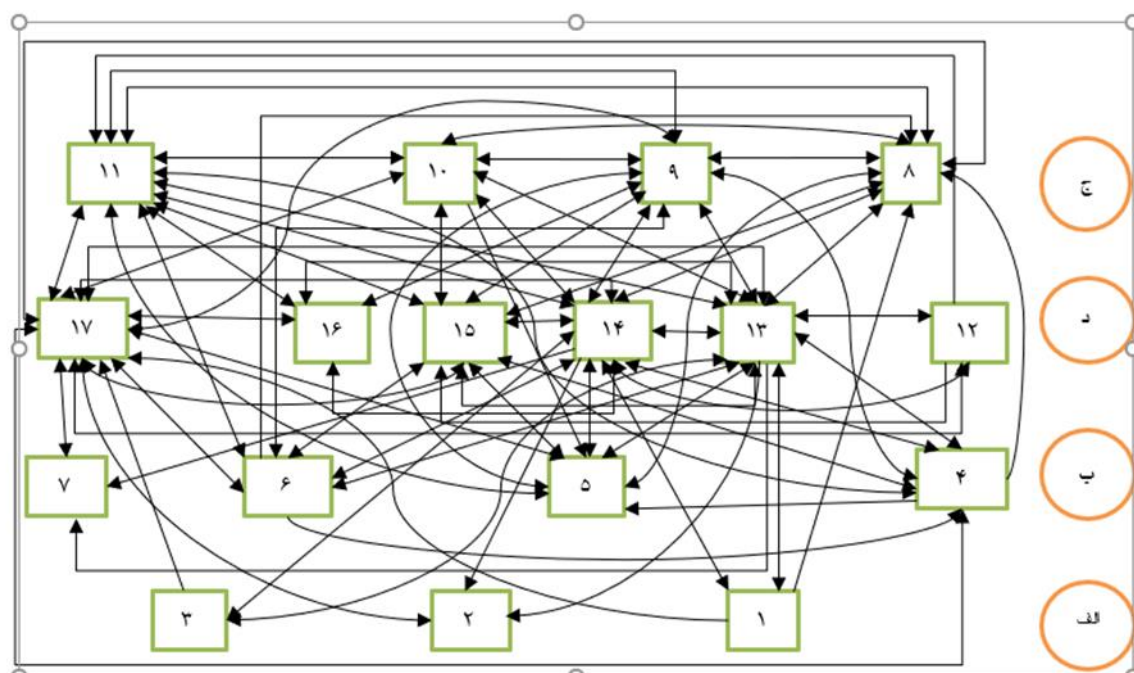 ۱۱ ۱۰ ۹ ۸ ج
۱۷ ۱۶ ۱۵ ۱۴ ۱۳ ۱۲ د
۷ ۶ ۵ ۴ ب
۳ ۲ ۱ الف